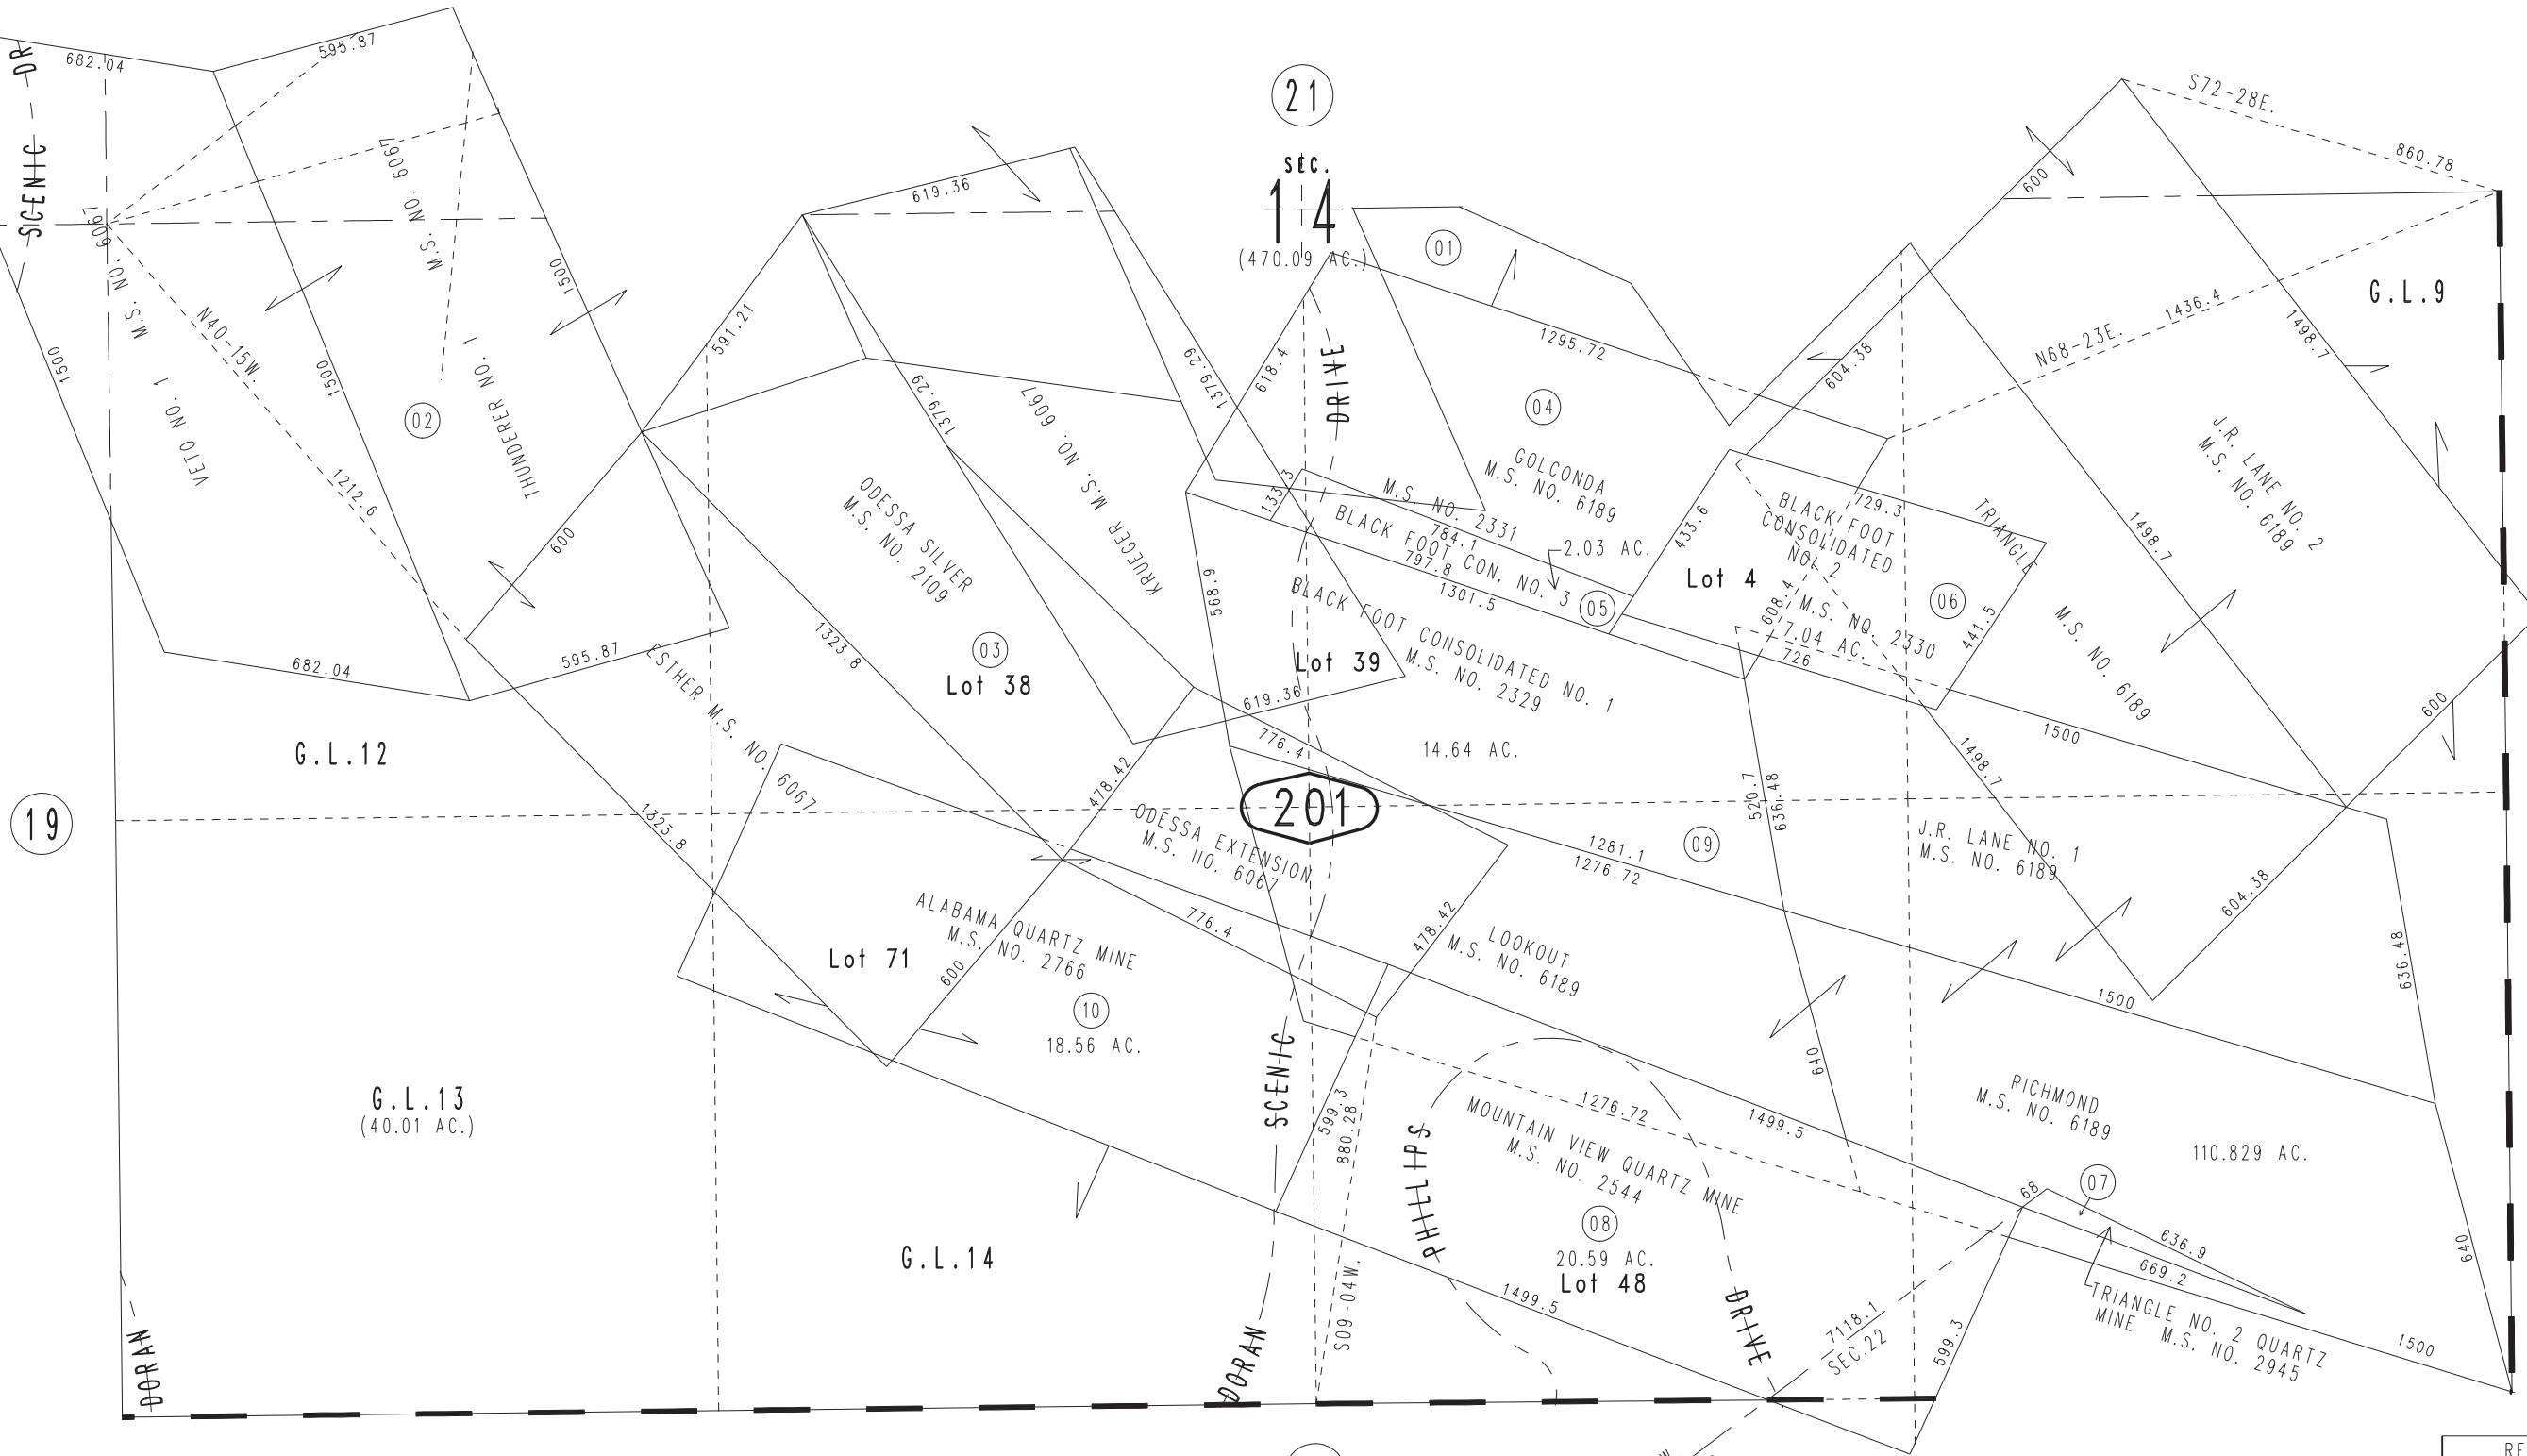 682.04
595.87
DR
SCENIC
M.S. NO. 6067
VETO NO. 1
N40-15W.
1212.6
M.S. NO. 6067
THUNDERER NO. 1
1500
1500
1500
02
682.04
595.87
600
591.21
619.36
21
SEC.
14
(470.09 AC.)
01
S72-28E.
860.78
600
G.L.9
1436.4
N68-23E.
1498.7
604.38
1295.72
618.4
DRIVE
1379.29
1379.29
KRUEGER M.S. NO. 6067
ODESSA SILVER
M.S. NO. 2109
03
Lot 38
1323.8
04
GOLCONDA
M.S. NO. 6189
133.3
M.S. NO. 2331
784.1
BLACK FOOT CON. NO. 3
797.8
1301.5
2.03 AC.
05
433.6
Lot 4
729.3
BLACK FOOT
CONSOLIDATED
NO. 2
M.S. NO. 2330
7.04 AC.
608.4
06
441.5
726
TRIANGLE
M.S. NO. 6189
J.R. LANE NO. 2
M.S. NO. 6189
1498.7
568.9
BLACK FOOT CONSOLIDATED NO. 1
M.S. NO. 2329
14.64 AC.
Lot 39
619.36
776.4
478.42
ESTHER M.S. NO. 6067
G.L.12
19
1323.8
201
ODESSA EXTENSION
M.S. NO. 6067
776.4
478.42
520.7
636.48
1500
600
1498.7
1281.1
1276.72
09
J.R. LANE NO. 1
M.S. NO. 6189
604.38
636.48
1500
LOOKOUT
M.S. NO. 6189
ALABAMA QUARTZ MINE
M.S. NO. 2766
Lot 71
600
10
18.56 AC.
640
G.L.13
(40.01 AC.)
SCENIC
599.3
880.28
PHILLIPS
1276.72
1499.5
MOUNTAIN VIEW QUARTZ MINE
M.S. NO. 2544
08
20.59 AC.
Lot 48
RICHMOND
M.S. NO. 6189
110.829 AC.
07
68
636.9
669.2
640
TRIANGLE NO. 2 QUARTZ
MINE M.S. NO. 2945
1500
G.L.14
S09-04W.
1499.5
DRIVE
7118.1
SEC.22
599.3
DORAN
DORAN
RE